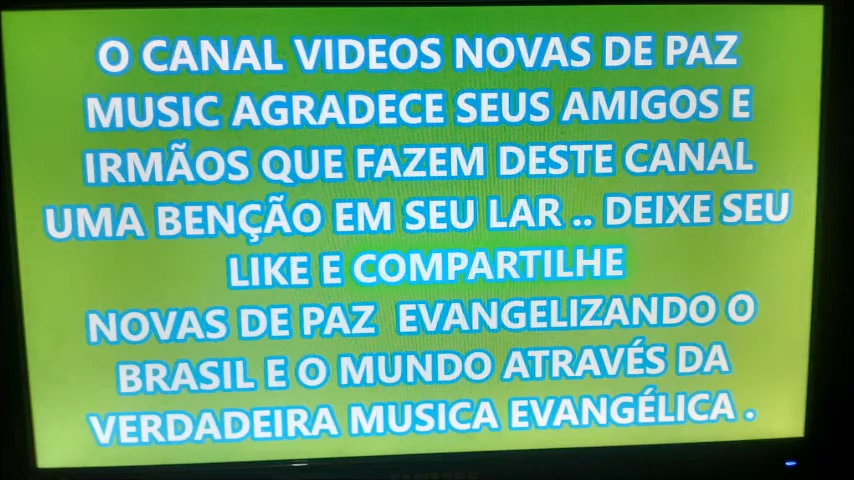 O CANAL VIDEOS NOVAS DE PAZ
MUSIC AGRADECE SEUS AMIGOS E
IRMÃOS QUE FAZEM DESTE CANAL
UMA BENÇÃO EM SEU LAR .. DEIXE SEU
LIKE E COMPARTILHE
NOVAS DE PAZ EVANGELIZANDO O
BRASIL E O MUNDO ATRAVÉS DA
VERDADEIRA MUSICA EVANGÉLICA .